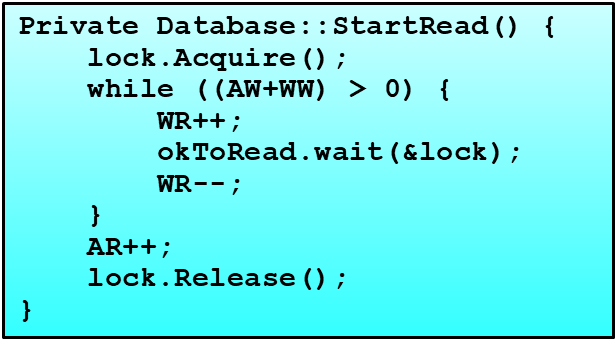 Private Database::StartRead() {
    lock.Acquire();
    while ((AW+WW) > 0) {
        WR++;
        okToRead.wait(&lock);
        WR--;
    }
    AR++;
    lock.Release();
}